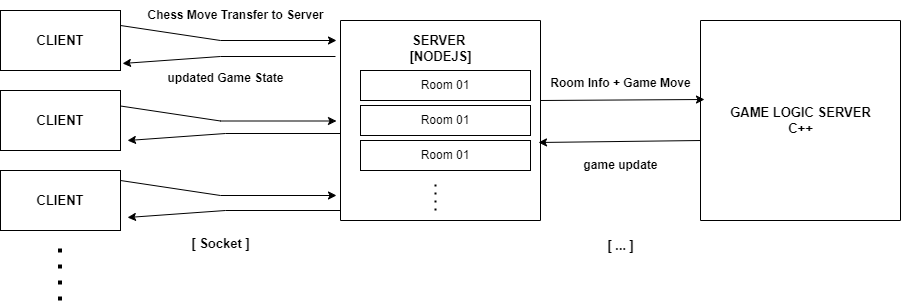 Chess Move Transfer to Server
CLIENT
updated Game State
CLIENT
CLIENT
[ Socket ]
SERVER
[NODEJS]
Room 01
Room 01
Room 01
Room Info + Game Move
game update
[ ... ]
GAME LOGIC SERVER
C++